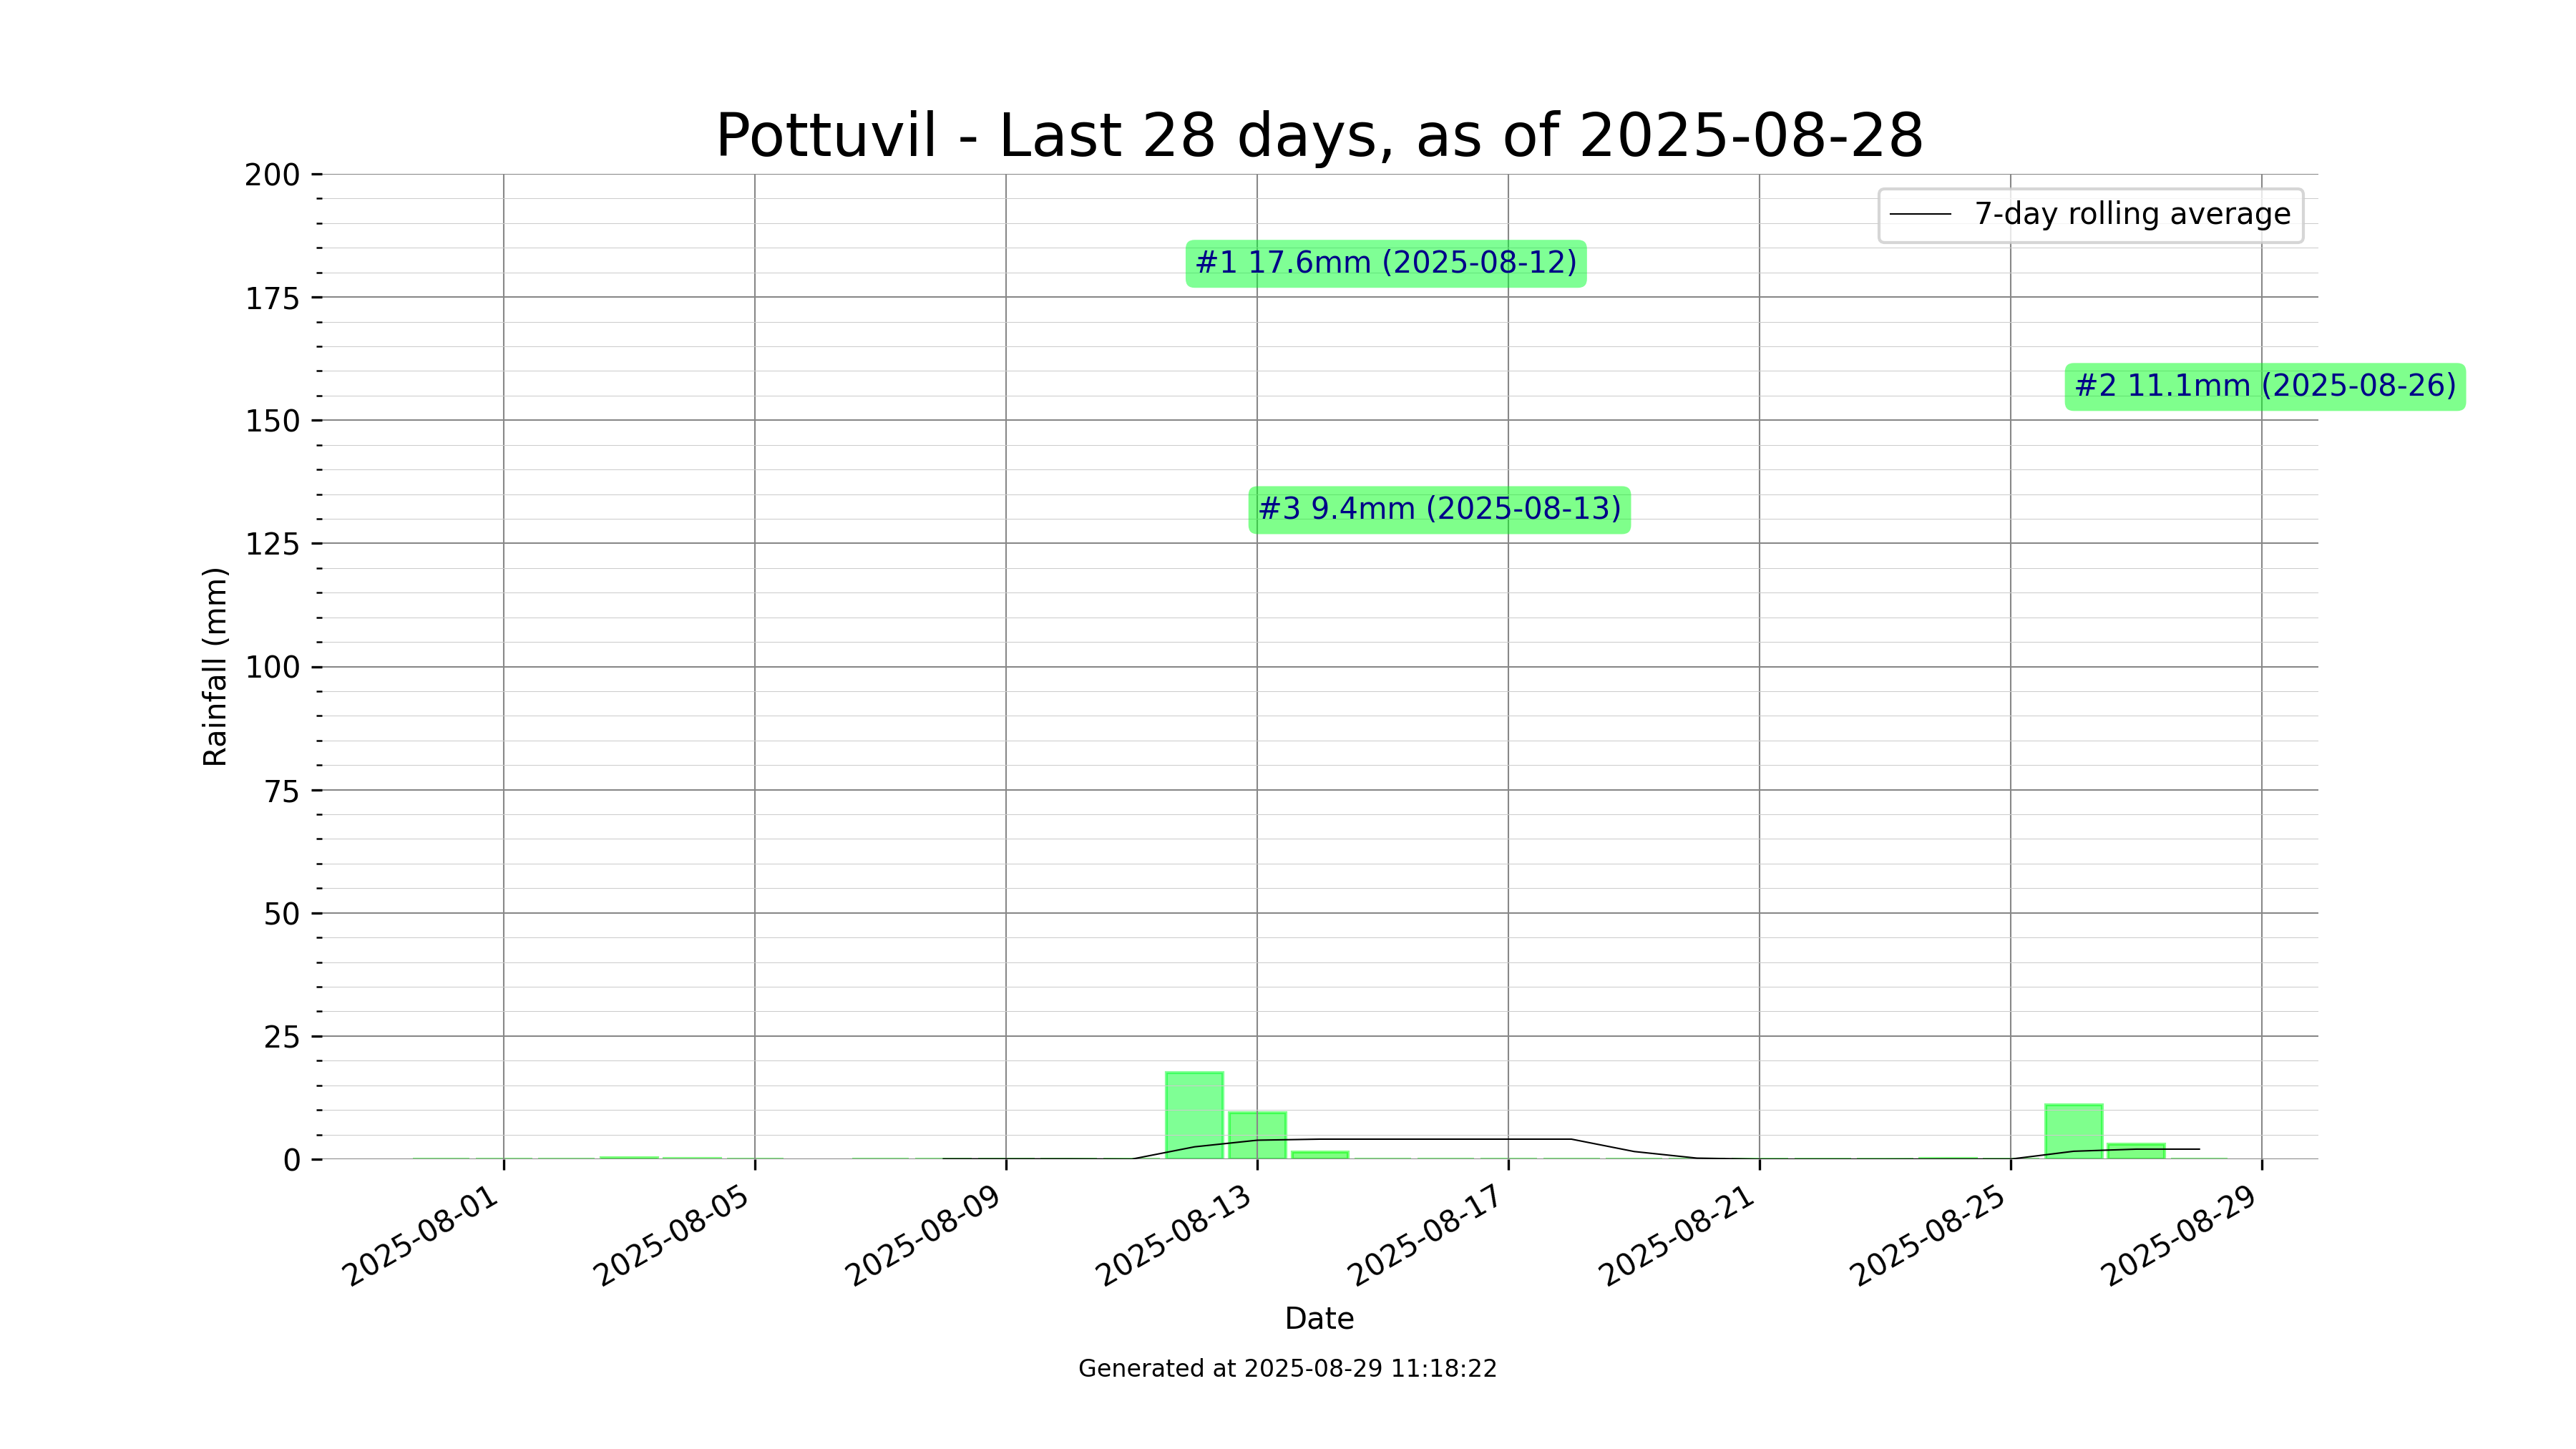 Pottuvil - Last 28 days, as of 2025-08-28
7-day rolling average
#1 17.6mm (2025-08-12)
#2 11.1mm (2025-08-26)
#3 9.4mm (2025-08-13)
Rainfall (mm)
200
175
150
125
100
75
50
25
0
2025-08-01
2025-08-05
2025-08-09
2025-08-13
2025-08-17
2025-08-21
2025-08-25
2025-08-29
Date
Generated at 2025-08-29 11:18:22